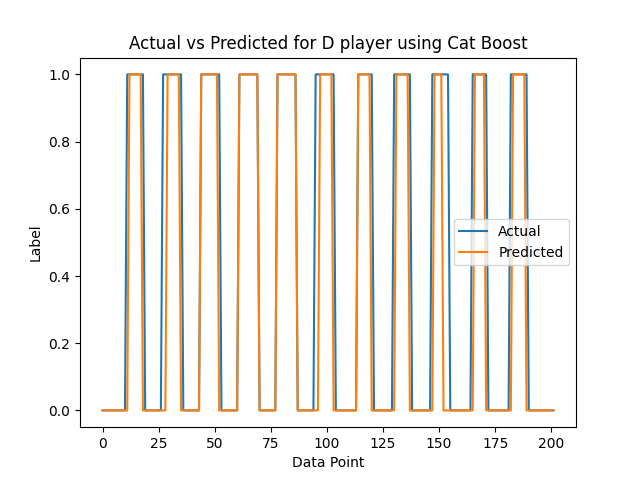 Actual vs Predicted for D player using Cat Boost
1.0
0.8
0.6
0.4
0.2
0.0
Label
Actual
Predicted
0 25 50 75 100 125 150 175 200
Data Point